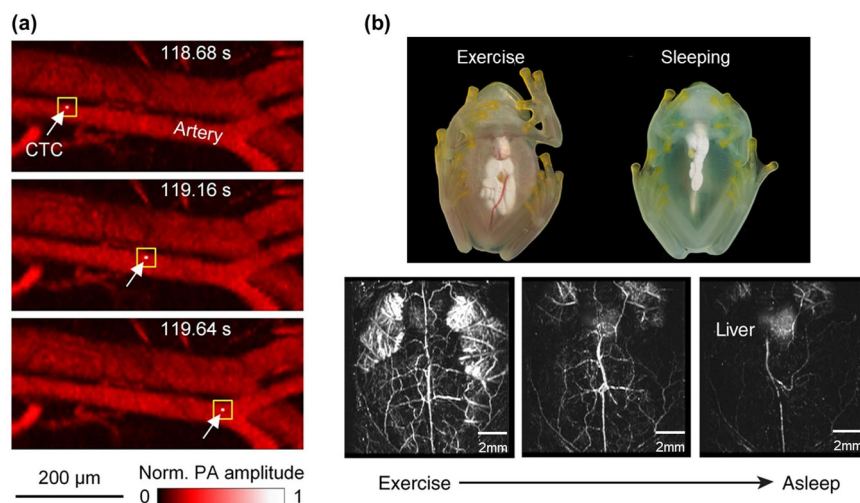 (a)
118.68 s
CTC
Artery
119.16 s
119.64 s
200 μm
Norm. PA amplitude
0
1
(b)
Exercise
Sleeping
Liver
2mm
2mm
2mm
Exercise
Asleep